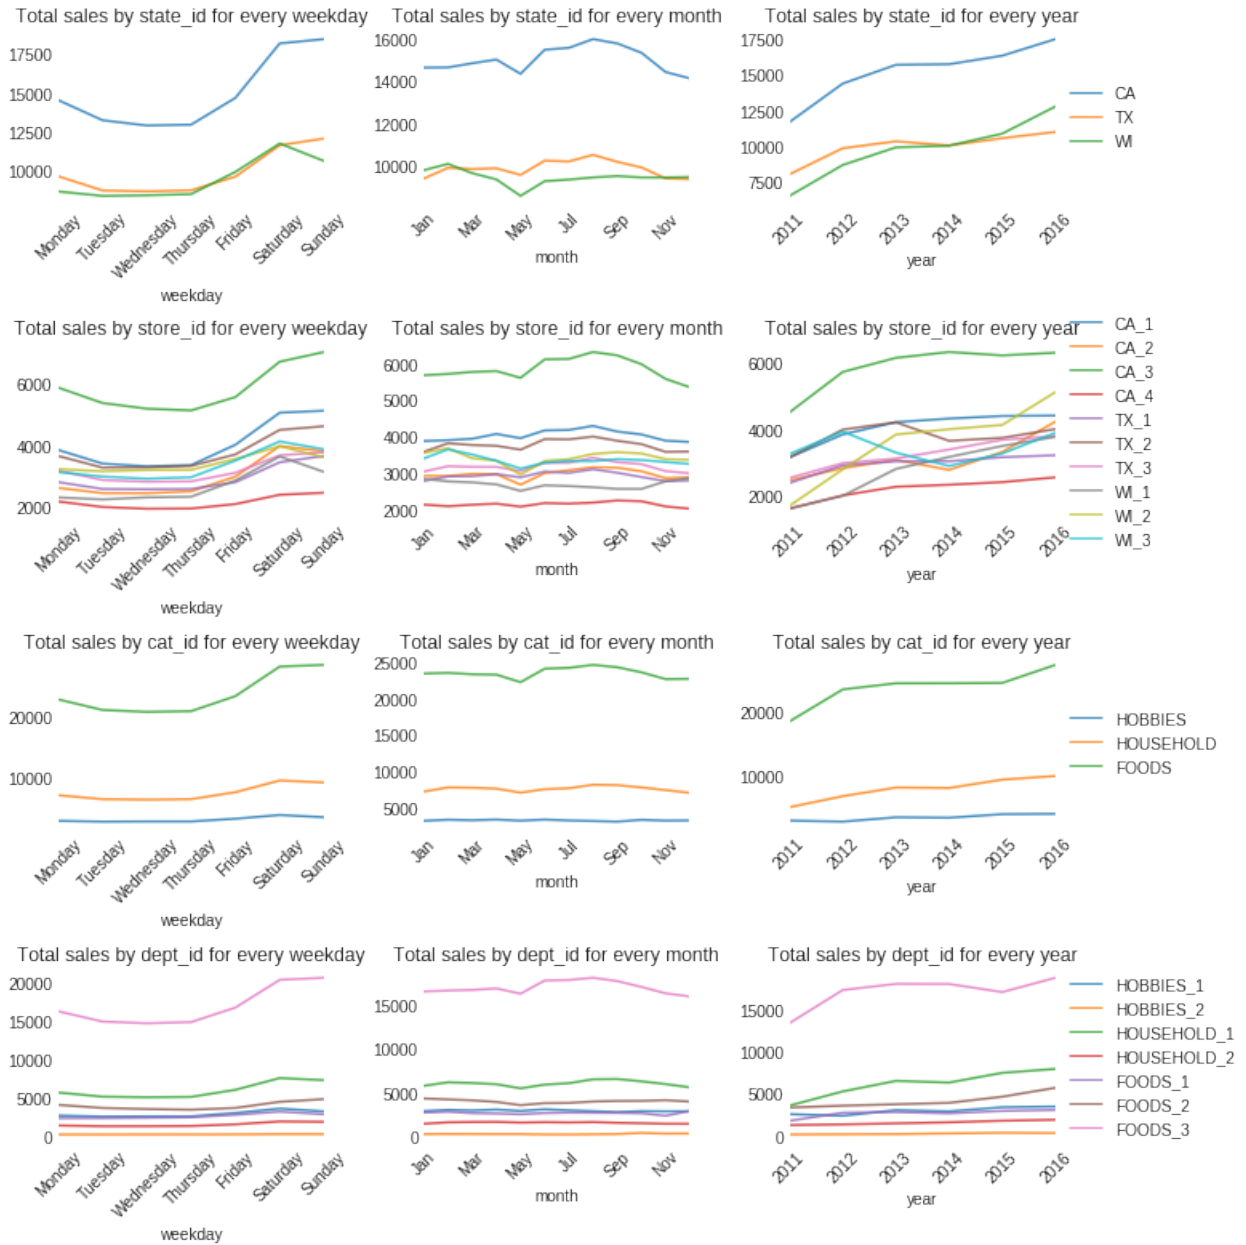 Total sales by state_id for every weekday
17500
15000
12500
10000
Monday
Tuesday
Wednesday
Thursday
Friday
Saturday
Sunday
weekday
Total sales by state_id for every month
16000
14000
12000
10000
Jan
Mar
May
Jul
Sep
Nov
month
Total sales by state_id for every year
17500
15000
12500
10000
7500
2011
2012
2013
2014
2015
2016
year
CA
TX
WI
Total sales by store_id for every weekday
6000
4000
2000
Monday
Tuesday
Wednesday
Thursday
Friday
Saturday
Sunday
weekday
Total sales by store_id for every month
6000
5000
4000
3000
2000
Jan
Mar
May
Jul
Sep
Nov
month
Total sales by store_id for every year
6000
4000
2000
2011
2012
2013
2014
2015
2016
year
CA_1
CA_2
CA_3
CA_4
TX_1
TX_2
TX_3
WI_1
WI_2
WI_3
Total sales by cat_id for every weekday
20000
10000
Monday
Tuesday
Wednesday
Thursday
Friday
Saturday
Sunday
weekday
Total sales by cat_id for every month
25000
20000
15000
10000
5000
Jan
Mar
May
Jul
Sep
Nov
month
Total sales by cat_id for every year
20000
10000
2011
2012
2013
2014
2015
2016
year
HOBBIES
HOUSEHOLD
FOODS
Total sales by dept_id for every weekday
20000
15000
10000
5000
0
Monday
Tuesday
Wednesday
Thursday
Friday
Saturday
Sunday
weekday
Total sales by dept_id for every month
15000
10000
5000
0
Jan
Mar
May
Jul
Sep
Nov
month
Total sales by dept_id for every year
15000
10000
5000
0
2011
2012
2013
2014
2015
2016
year
HOBBIES_1
HOBBIES_2
HOUSEHOLD_1
HOUSEHOLD_2
FOODS_1
FOODS_2
FOODS_3